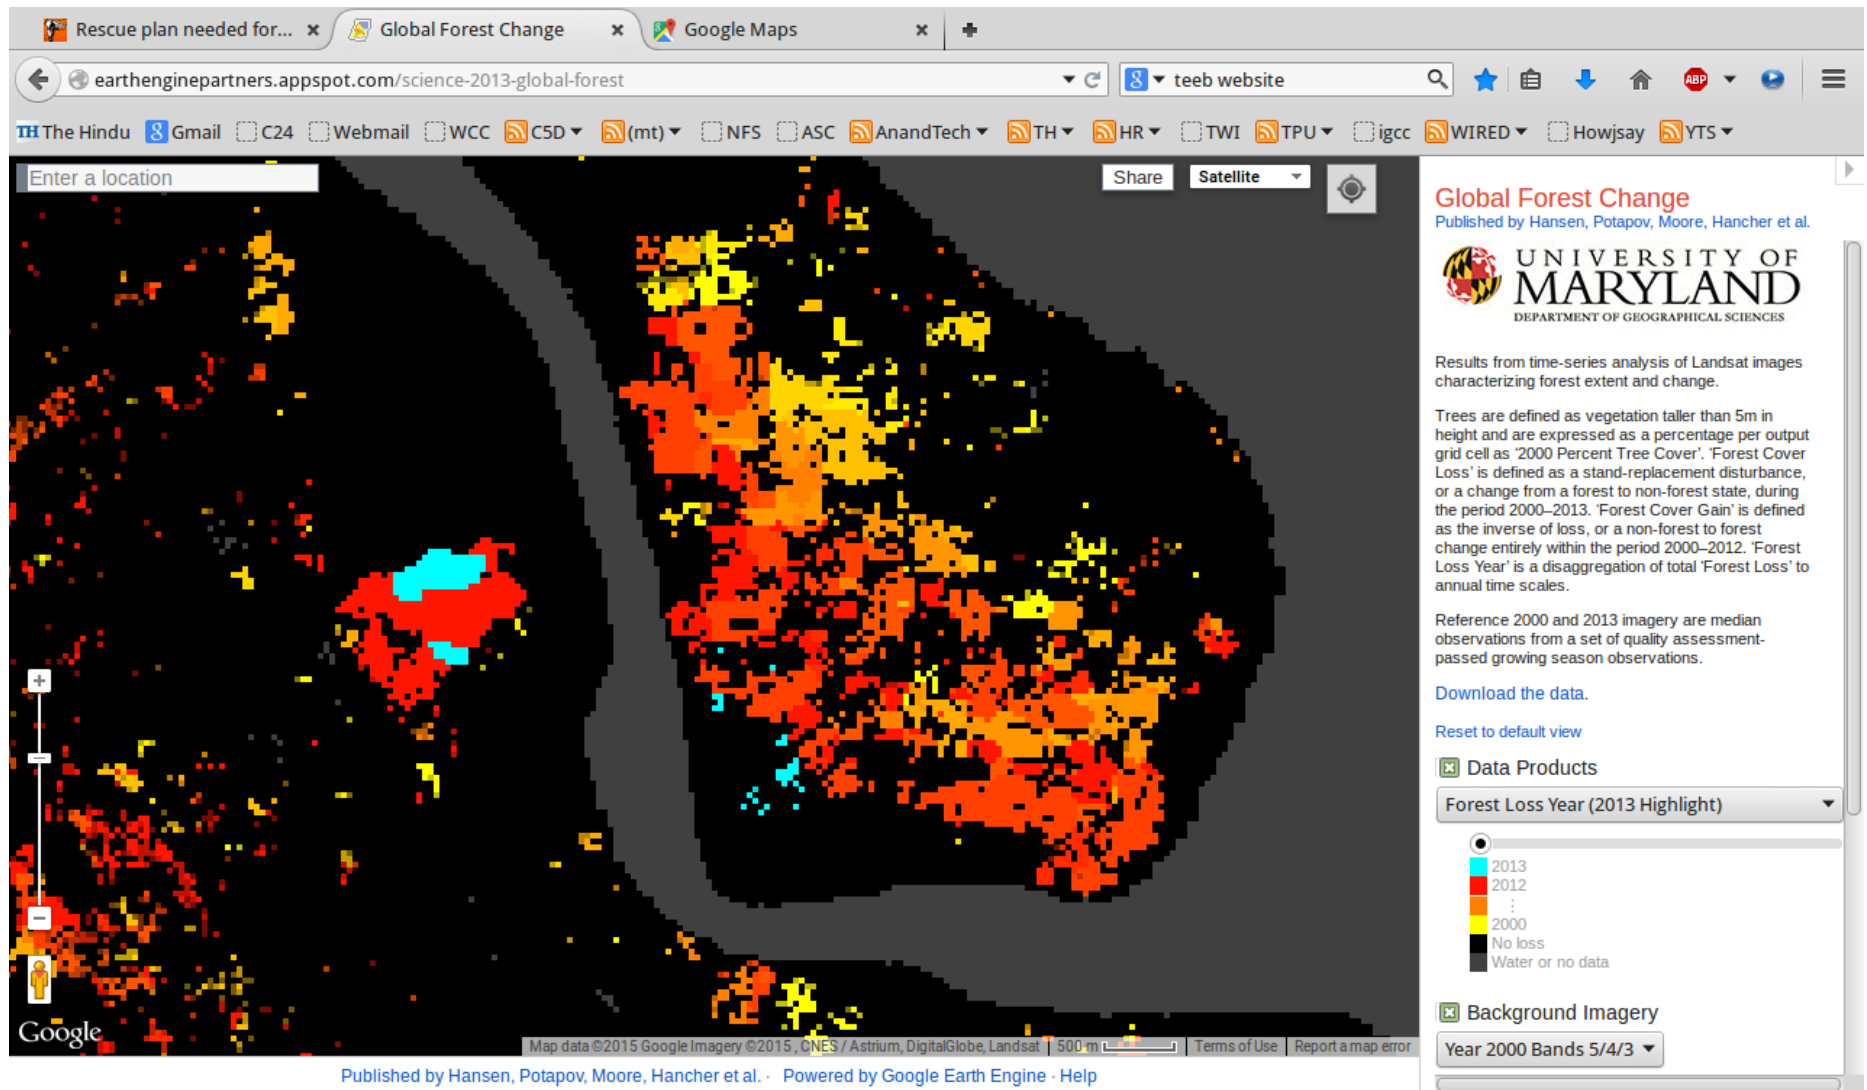 Rescue plan needed for...
Global Forest Change
Google Maps
earthenginepartners.appspot.com/science-2013-global-forest
8
teeb website
ABP
TH The Hindu
8 Gmail
C24
Webmail
WCC
C5D
(mt)
NFS
ASC
AnandTech
TH
HR
TWI
TPU
igcc
WIRED
Howjsay
YTS
Enter a location
Share
Satellite
Global Forest Change
Published by Hansen, Potapov, Moore, Hancher et al.
UNIVERSITY OF
MARYLAND
DEPARTMENT OF GEOGRAPHICAL SCIENCES
Results from time-series analysis of Landsat images
characterizing forest extent and change.
Trees are defined as vegetation taller than 5m in
height and are expressed as a percentage per output
grid cell as ‘2000 Percent Tree Cover’. ‘Forest Cover
Loss’ is defined as a stand-replacement disturbance,
or a change from a forest to non-forest state, during
the period 2000–2013. ‘Forest Cover Gain’ is defined
as the inverse of loss, or a non-forest to forest
change entirely within the period 2000–2012. ‘Forest
Loss Year’ is a disaggregation of total ‘Forest Loss’ to
annual time scales.
Reference 2000 and 2013 imagery are median
observations from a set of quality assessment-
passed growing season observations.
Download the data.
Reset to default view
Data Products
Forest Loss Year (2013 Highlight)
2013
2012
⋮
2000
No loss
Water or no data
Background Imagery
Year 2000 Bands 5/4/3
Google
Map data ©2015 Google Imagery ©2015 , CNES / Astrium, DigitalGlobe, Landsat
500 m
Terms of Use
Report a map error
Published by Hansen, Potapov, Moore, Hancher et al. · Powered by Google Earth Engine · Help